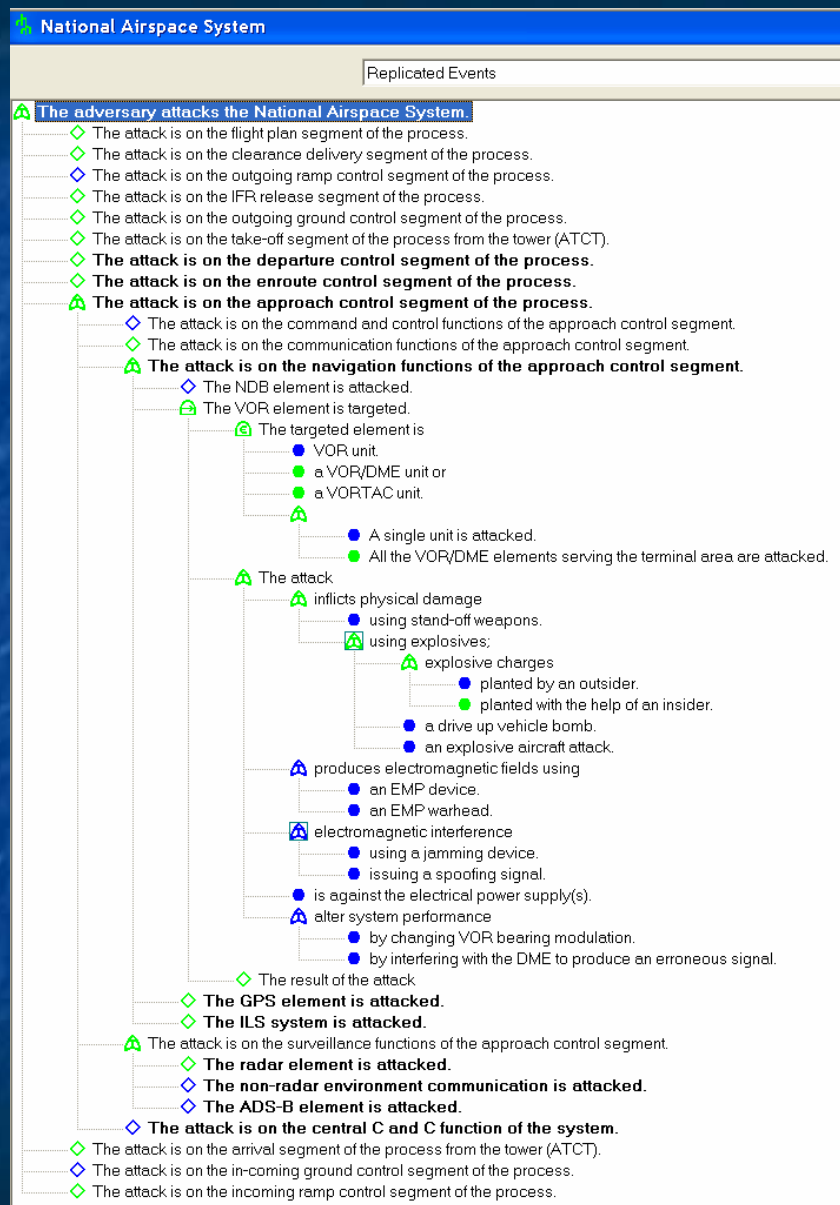 National Airspace System
Replicated Events
The adversary attacks the National Airspace System.
The attack is on the flight plan segment of the process.
The attack is on the clearance delivery segment of the process.
The attack is on the outgoing ramp control segment of the process.
The attack is on the IFR release segment of the process.
The attack is on the outgoing ground control segment of the process.
The attack is on the take-off segment of the process from the tower (ATCT).
The attack is on the departure control segment of the process.
The attack is on the enroute control segment of the process.
The attack is on the approach control segment of the process.
The attack is on the command and control functions of the approach control segment.
The attack is on the communication functions of the approach control segment.
The attack is on the navigation functions of the approach control segment.
The NDB element is attacked.
The VOR element is targeted.
The targeted element is
VOR unit.
a VOR/DME unit or
a VORTAC unit.
A single unit is attacked.
All the VOR/DME elements serving the terminal area are attacked.
The attack
inflicts physical damage
using stand-off weapons.
using explosives;
explosive charges
planted by an outsider.
planted with the help of an insider.
a drive up vehicle bomb.
an explosive aircraft attack.
produces electromagnetic fields using
an EMP device.
an EMP warhead.
electromagnetic interference
using a jamming device.
issuing a spoofing signal.
is against the electrical power supply(s).
alter system performance
by changing VOR bearing modulation.
by interfering with the DME to produce an erroneous signal.
The result of the attack
The GPS element is attacked.
The ILS system is attacked.
The attack is on the surveillance functions of the approach control segment.
The radar element is attacked.
The non-radar environment communication is attacked.
The ADS-B element is attacked.
The attack is on the central C and C function of the system.
The attack is on the arrival segment of the process from the tower (ATCT).
The attack is on the in-coming ground control segment of the process.
The attack is on the incoming ramp control segment of the process.